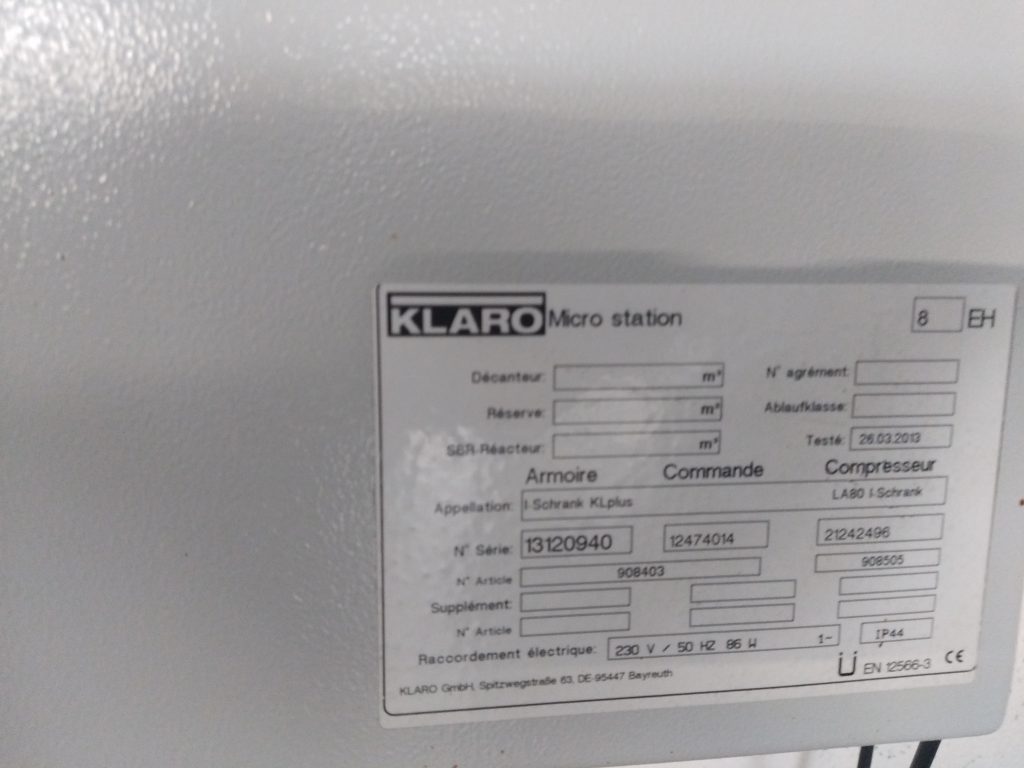 KLARO Micro station 8 EH
Décanteur: m³ N° agrément:
Réserve: m³ Ablaufklasse:
SBR-Réacteur: m³ Testé: 26.03.2013
Armoire Commande Compresseur
Appellation: I-Schrank KLplus LA80 I-Schrank
N° Série: 13120940 12474014 21242496
N° Article 908403 908505
Supplément:
N° Article
Raccordement électrique: 230 V / 50 HZ 86 W 1~ IP44
Ü EN 12566-3 CE
KLARO GmbH, Spitzwegstraße 63, DE-95447 Bayreuth